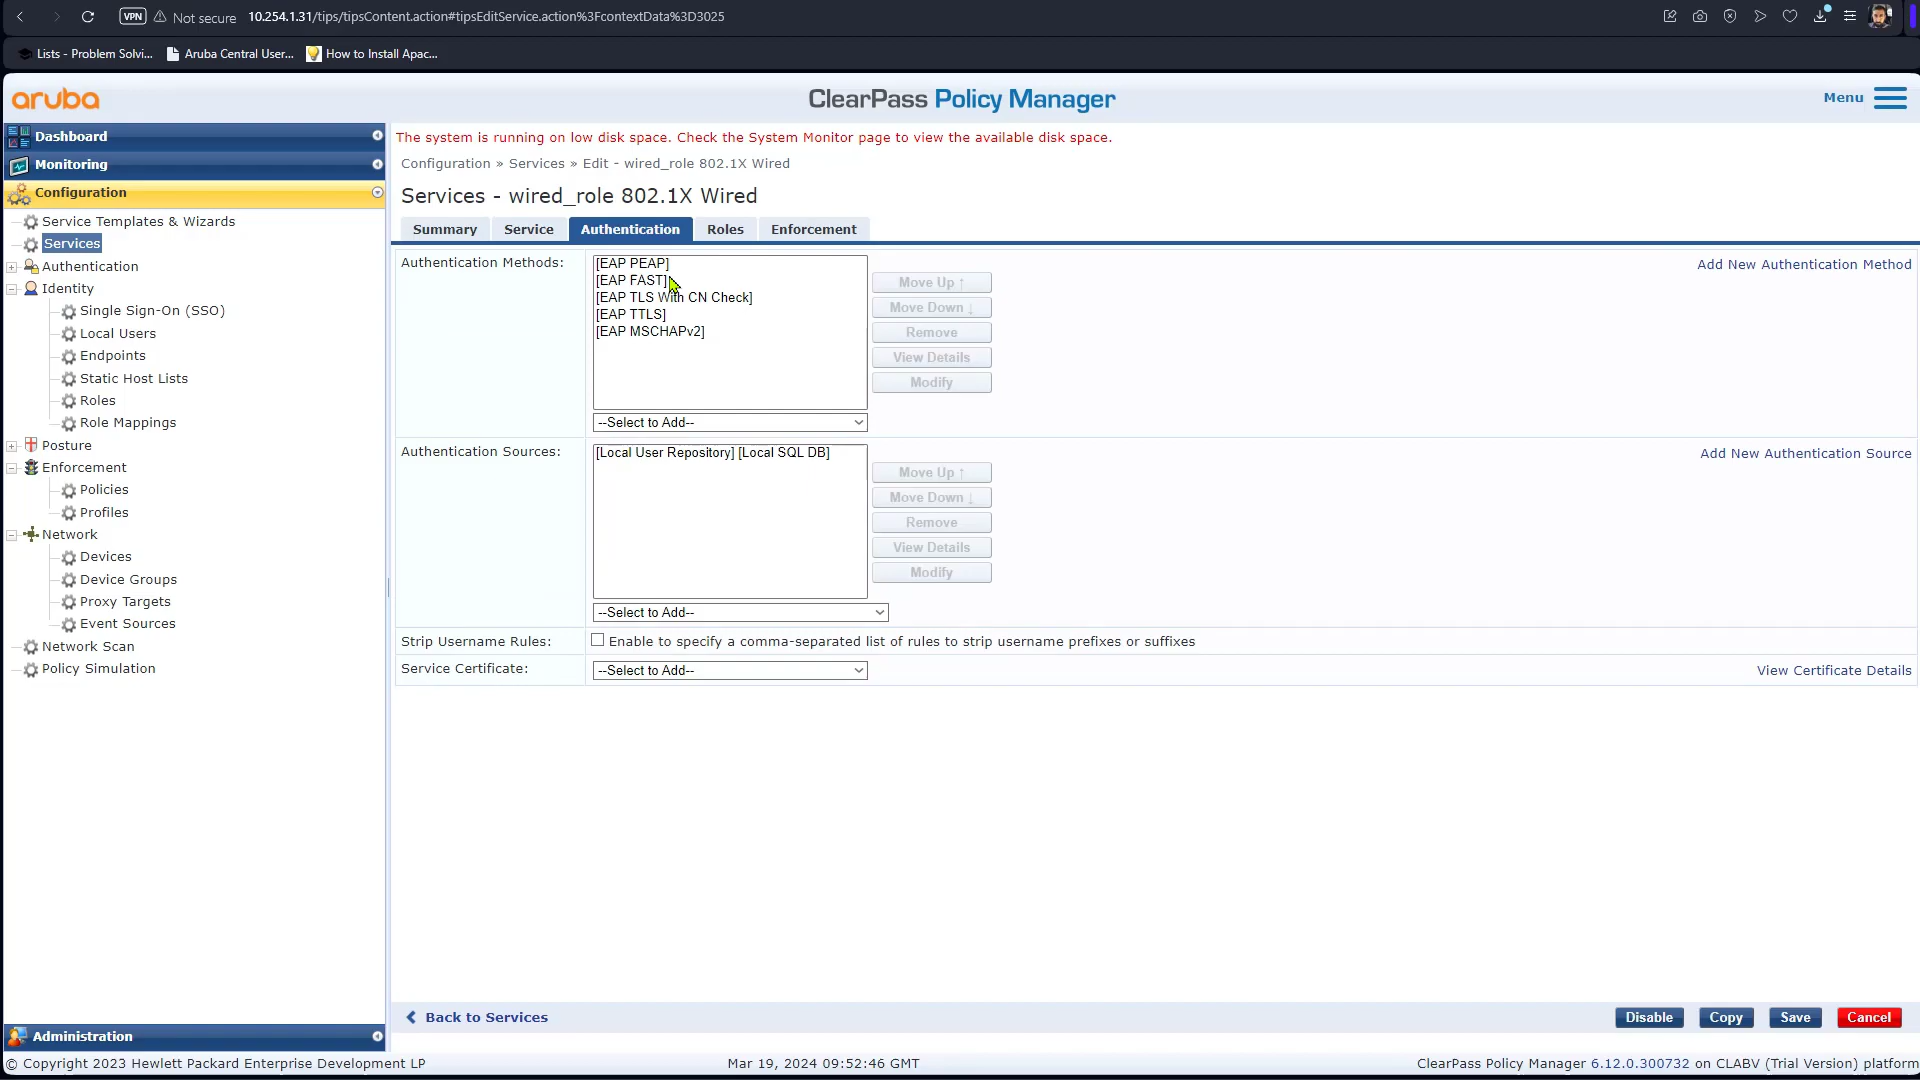 VPN
Not secure
10.254.1.31/tips/tipsContent.action#tipsEditService.action%3FcontextData%3D3025
Lists - Problem Solvi...
Aruba Central User...
How to Install Apac...
aruba
ClearPass Policy Manager
Menu
Dashboard
Monitoring
Configuration
Service Templates & Wizards
Services
Authentication
Identity
Single Sign-On (SSO)
Local Users
Endpoints
Static Host Lists
Roles
Role Mappings
Posture
Enforcement
Policies
Profiles
Network
Devices
Device Groups
Proxy Targets
Event Sources
Network Scan
Policy Simulation
Administration
The system is running on low disk space. Check the System Monitor page to view the available disk space.
Configuration » Services » Edit - wired_role 802.1X Wired
Services - wired_role 802.1X Wired
Summary
Service
Authentication
Roles
Enforcement
Authentication Methods:
[EAP PEAP]
[EAP FAST]
[EAP TLS With CN Check]
[EAP TTLS]
[EAP MSCHAPv2]
Move Up ↑
Move Down ↓
Remove
View Details
Modify
Add New Authentication Method
--Select to Add--
Authentication Sources:
[Local User Repository] [Local SQL DB]
Move Up ↑
Move Down ↓
Remove
View Details
Modify
Add New Authentication Source
--Select to Add--
Strip Username Rules:
Enable to specify a comma-separated list of rules to strip username prefixes or suffixes
Service Certificate:
--Select to Add--
View Certificate Details
Back to Services
Disable
Copy
Save
Cancel
© Copyright 2023 Hewlett Packard Enterprise Development LP
Mar 19, 2024 09:52:46 GMT
ClearPass Policy Manager 6.12.0.300732 on CLABV (Trial Version) platform